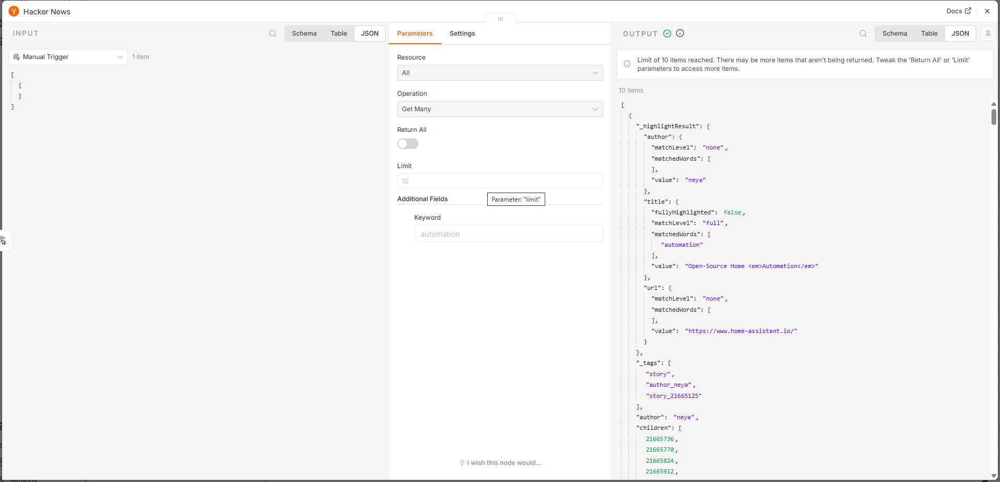 Hacker News
Docs
INPUT
Schema
Table
JSON
Manual Trigger
1 item
[
{
}
]
Parameters
Settings
Resource
All
Operation
Get Many
Return All
Limit
10
Additional Fields
Parameter: "limit"
Keyword
automation
I wish this node would...
OUTPUT
Schema
Table
JSON
Limit of 10 items reached. There may be more items that aren't being returned. Tweak the 'Return All' or 'Limit'
parameters to access more items.
10 items
[
{
"_highlightResult": {
"author": {
"matchLevel": "none",
"matchedWords": [
],
"value": "neya"
},
"title": {
"fullyHighlighted": false,
"matchLevel": "full",
"matchedWords": [
"automation"
],
"value": "Open-Source Home <em>Automation</em>"
},
"url": {
"matchLevel": "none",
"matchedWords": [
],
"value": "https://www.home-assistant.io/"
}
},
"_tags": [
"story",
"author_neya",
"story_21665125"
],
"author": "neya",
"children": [
21665736,
21665770,
21665824,
21665912,